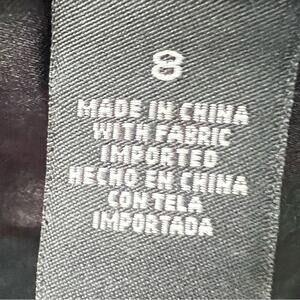 8
MADE IN CHINA
WITH FABRIC
IMPORTED
HECHO EN CHINA
CON TELA
IMPORTADA